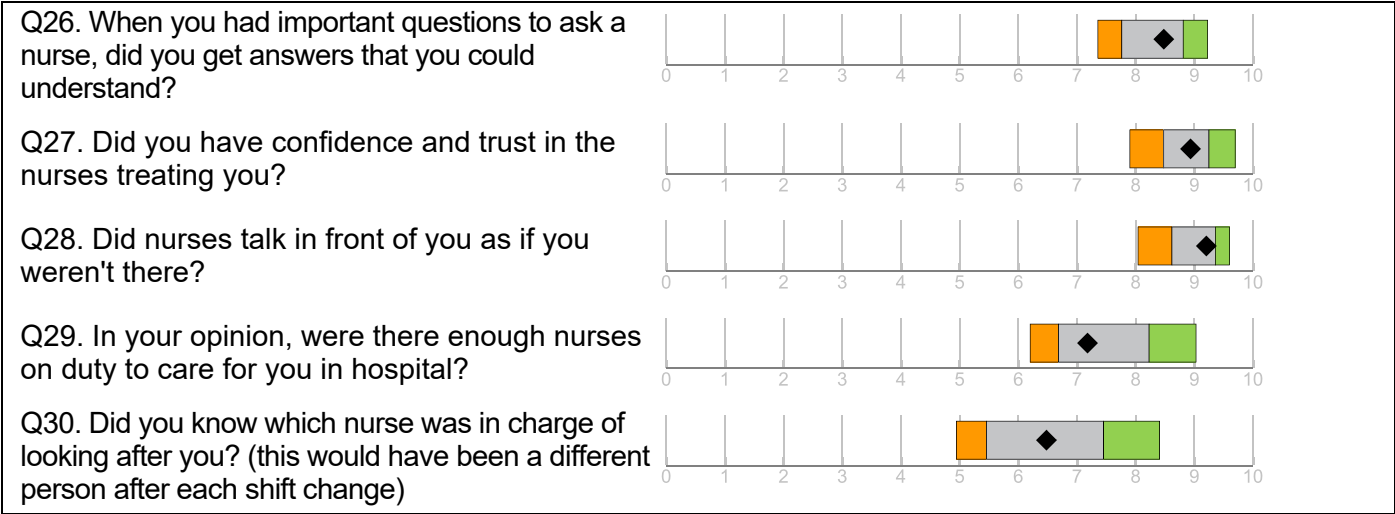 Q26. When you had important questions to ask a
nurse, did you get answers that you could
understand?
0 1 2 3 4 5 6 7 8 9 10
Q27. Did you have confidence and trust in the
nurses treating you?
0 1 2 3 4 5 6 7 8 9 10
Q28. Did nurses talk in front of you as if you
weren't there?
0 1 2 3 4 5 6 7 8 9 10
Q29. In your opinion, were there enough nurses
on duty to care for you in hospital?
0 1 2 3 4 5 6 7 8 9 10
Q30. Did you know which nurse was in charge of
looking after you? (this would have been a different
person after each shift change)
0 1 2 3 4 5 6 7 8 9 10